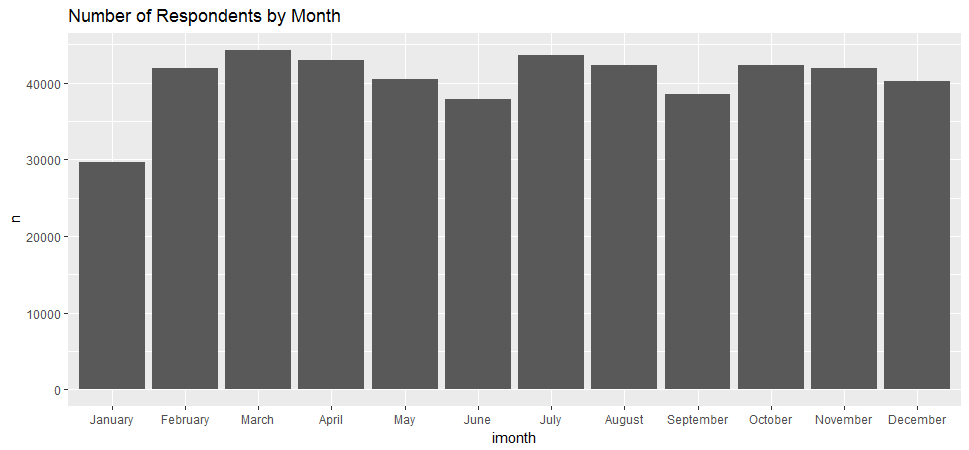 Number of Respondents by Month
n
40000
30000
20000
10000
0
January February March April May June July August September October November December
imonth